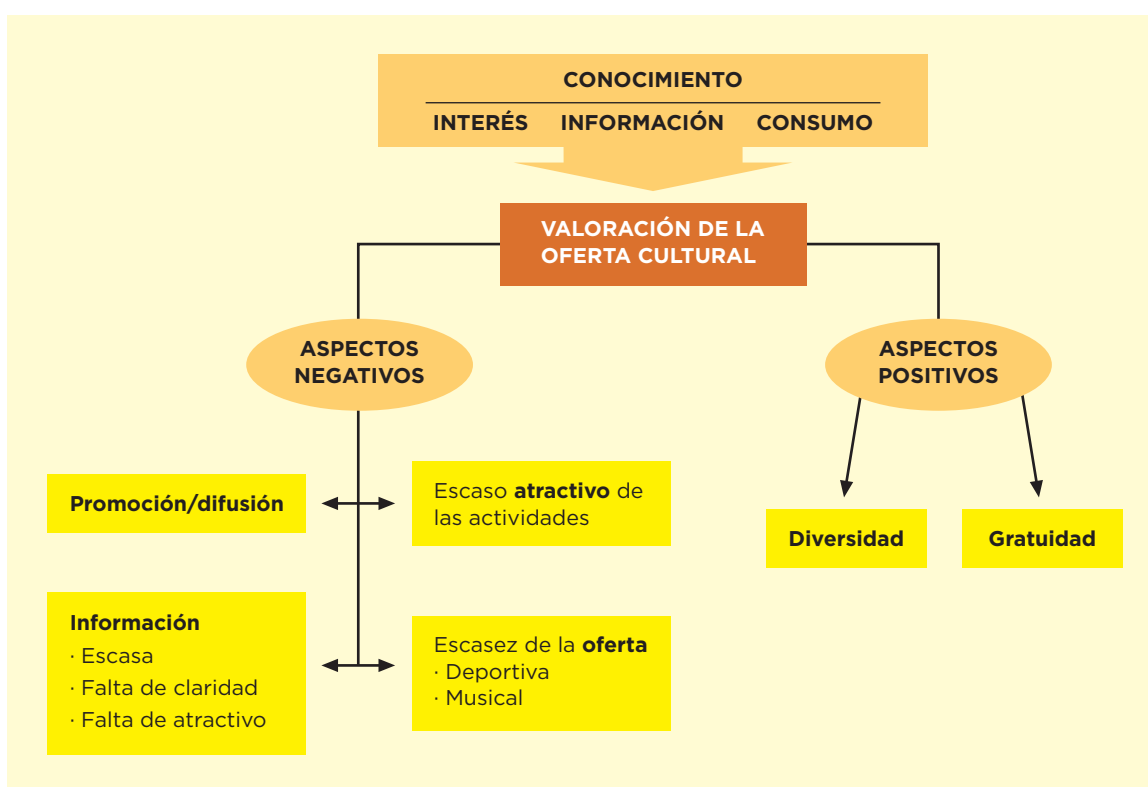 CONOCIMIENTO
INTERÉS INFORMACIÓN CONSUMO
VALORACIÓN DE LA
OFERTA CULTURAL
ASPECTOS
NEGATIVOS
ASPECTOS
POSITIVOS
Promoción/difusión
Escaso atractivo de
las actividades
Diversidad
Gratuidad
Información
· Escasa
· Falta de claridad
· Falta de atractivo
Escasez de la oferta
· Deportiva
· Musical